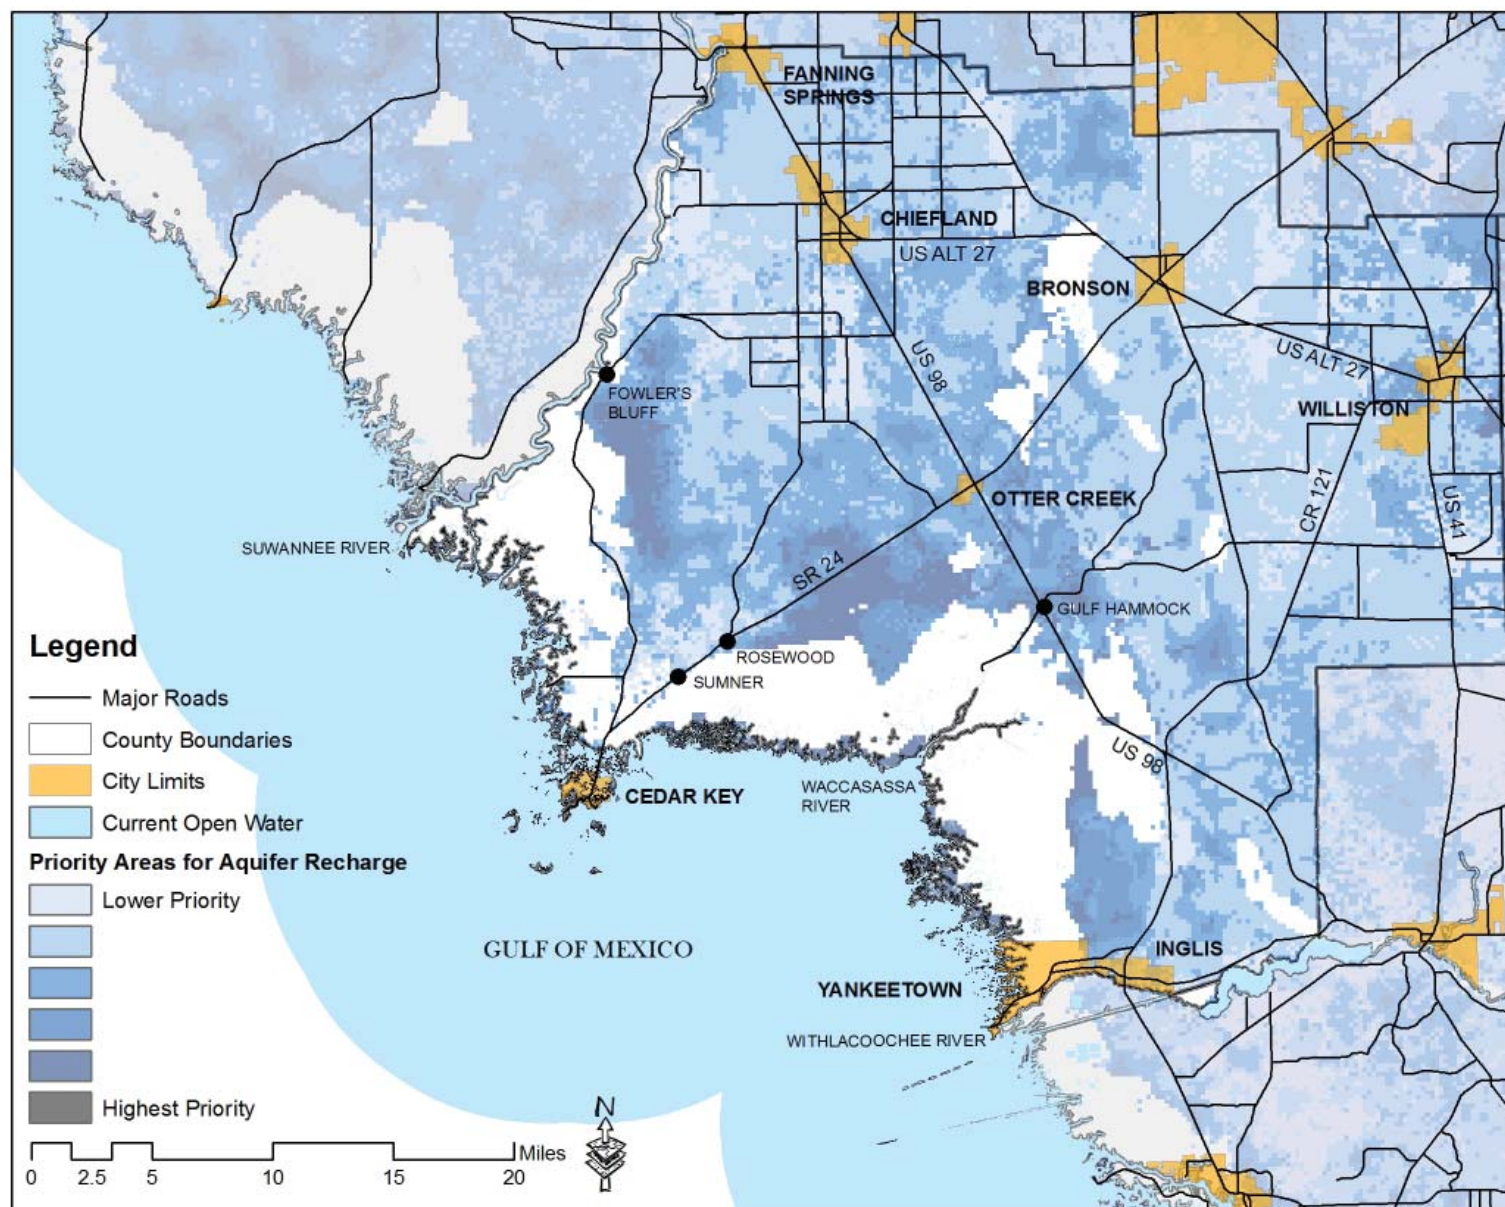 FANNING
SPRINGS
CHIEFLAND
US ALT 27
BRONSON
US 98
US ALT 27
FOWLER'S
BLUFF
WILLISTON
OTTER CREEK
CR 121
US 41
SUWANNEE RIVER
SR 24
GULF HAMMOCK
ROSEWOOD
SUMNER
US 98
WACCASASSA
RIVER
CEDAR KEY
GULF OF MEXICO
INGLIS
YANKEETOWN
WITHLACOOCHEE RIVER
Legend
Major Roads
County Boundaries
City Limits
Current Open Water
Priority Areas for Aquifer Recharge
Lower Priority
Highest Priority
N
Miles
0 2.5 5 10 15 20